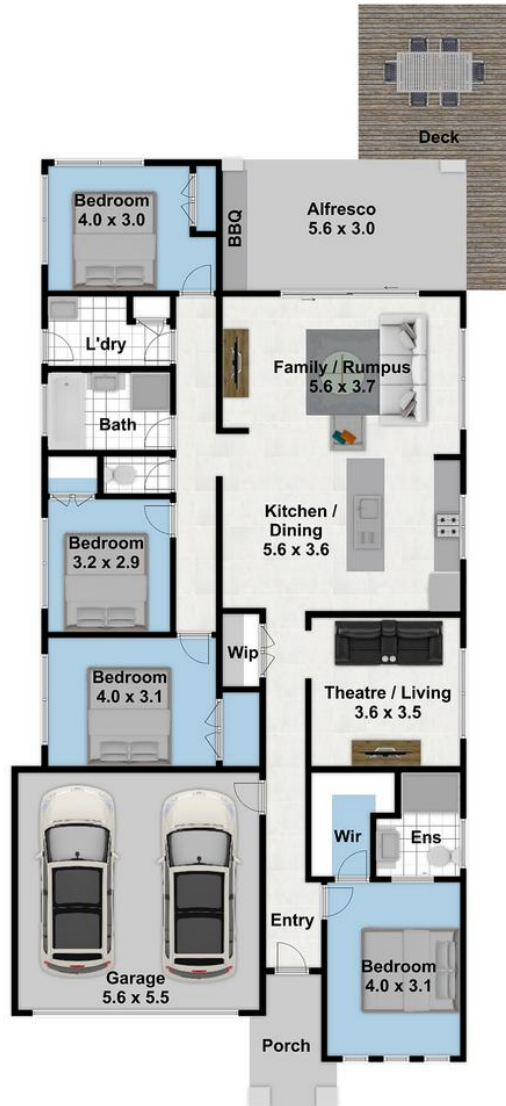 Deck
Bedroom
4.0 x 3.0
BBQ
Alfresco
5.6 x 3.0
L'dry
Family / Rumpus
5.6 x 3.7
Bath
Kitchen /
Dining
5.6 x 3.6
Bedroom
3.2 x 2.9
Wip
Bedroom
4.0 x 3.1
Theatre / Living
3.6 x 3.5
Wir
Ens
Entry
Bedroom
4.0 x 3.1
Garage
5.6 x 5.5
Porch